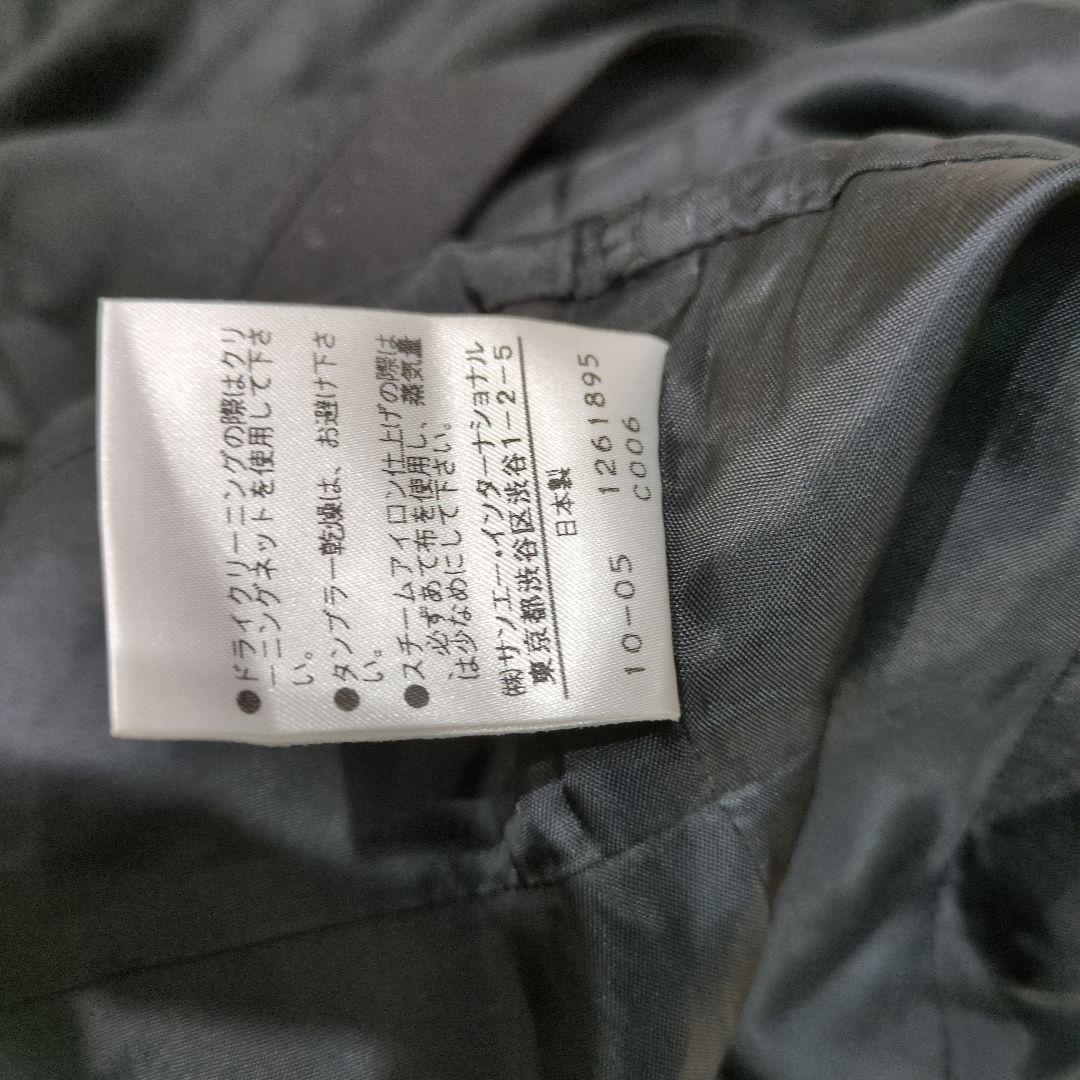 ●ドライクリーニングの際はクリ
ーニングネットを使用して下さ
い。
●タンブラー乾燥は、お避け下さ
い。
●スチームアイロン仕上げの際は
必ずあて布を使用し、蒸気量
は少なめにして下さい。
㈱サンエー・インターナショナル
東京都渋谷区渋谷1-2-5
日本製
10-05 1261895
C006